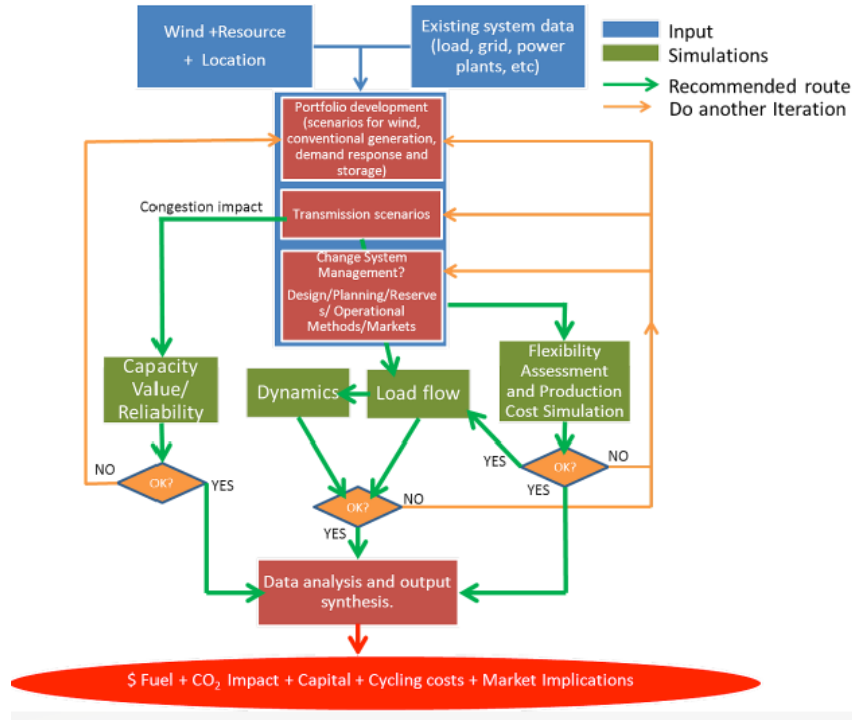 Wind +Resource
+ Location
Existing system data
(load, grid, power
plants, etc)
Input
Simulations
Recommended route
Do another Iteration
Portfolio development
(scenarios for wind,
conventional generation,
demand response and
storage)
Congestion impact
Transmission scenarios
Change System
Management?
Design/Planning/Reserve
s/ Operational
Methods/Markets
Capacity
Value/
Reliability
Dynamics
Load flow
Flexibility
Assessment
and Production
Cost Simulation
NO
OK?
YES
OK?
NO
YES
YES
OK?
NO
YES
Data analysis and output
synthesis.
$ Fuel + CO₂ Impact + Capital + Cycling costs + Market Implications